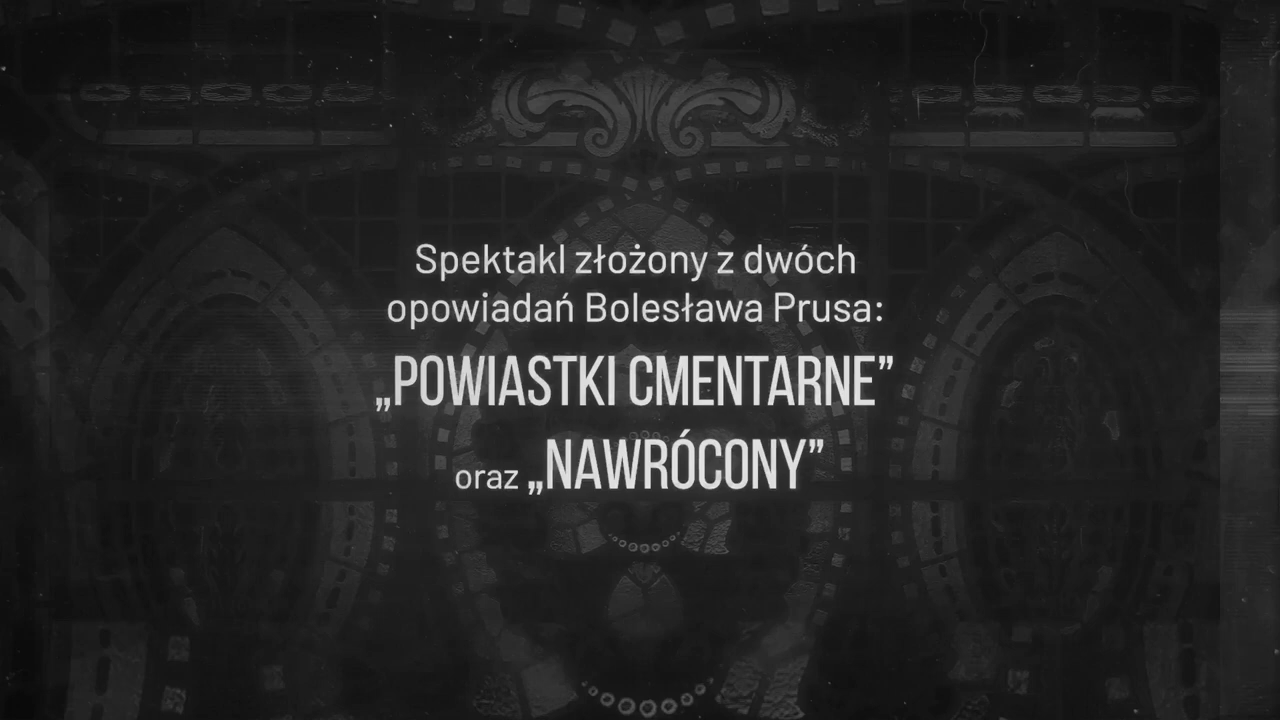 Spektakl złożony z dwóch
opowiadań Bolesława Prusa:
„POWIASTKI CMENTARNE”
oraz „NAWRÓCONY”